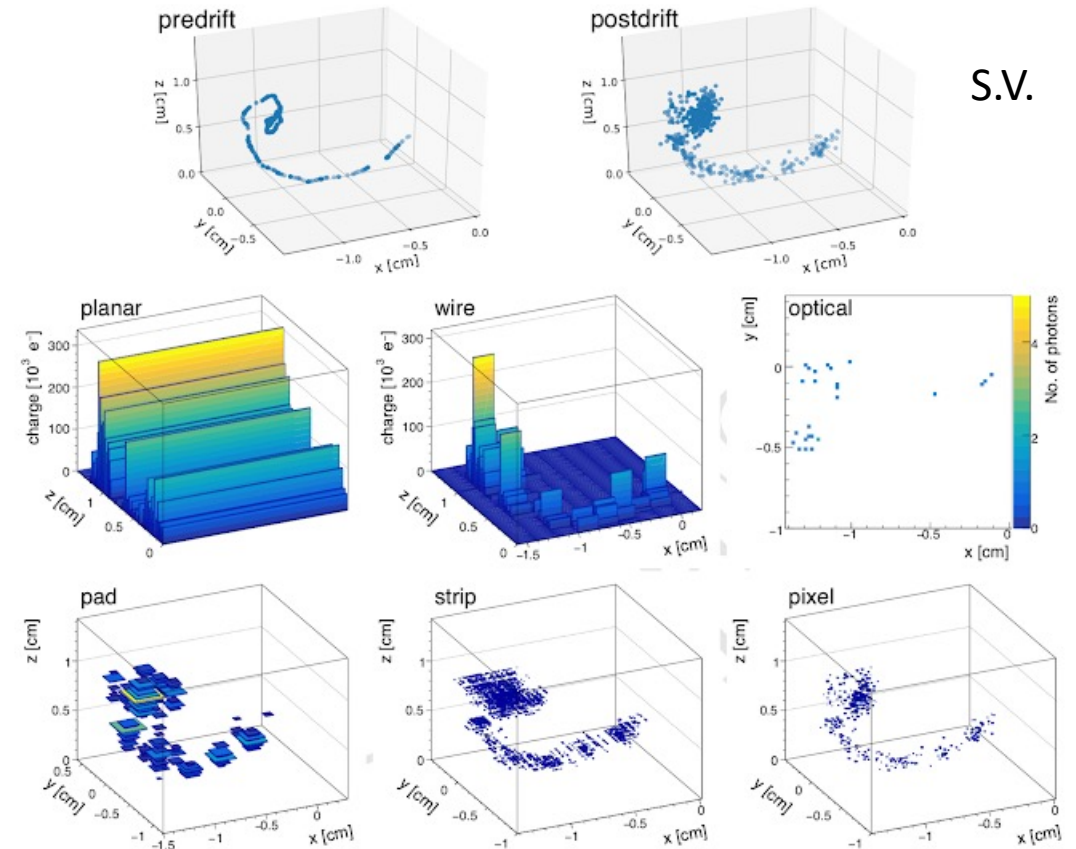 predrift
z [cm]
1.0
0.5
0.0
0.0
−0.5
y [cm]
−1.0
−0.5
0.0
x [cm]
postdrift
z [cm]
1.0
0.5
0.0
0.0
−0.5
y [cm]
−1.0
−0.5
0.0
x [cm]
S.V.
planar
charge [10³ e⁻]
300
200
100
0
z [cm]
1
0.5
0
wire
charge [10³ e⁻]
300
200
100
0
z [cm]
1
0.5
0
−1.5
−1
−0.5
0
x [cm]
optical
y [cm]
0
−0.5
−1
−1
−0.5
0
x [cm]
No. of photons
4
2
0
pad
z [cm]
1
0.5
0
0.5
0
−0.5
−1
y [cm]
−1.5
−1
−0.5
0
x [cm]
strip
z [cm]
1
0.5
0
0
−0.5
−1
y [cm]
−1
−0.5
0
x [cm]
pixel
z [cm]
1
0.5
0
0
−0.5
−1
y [cm]
−1
−0.5
0
x [cm]